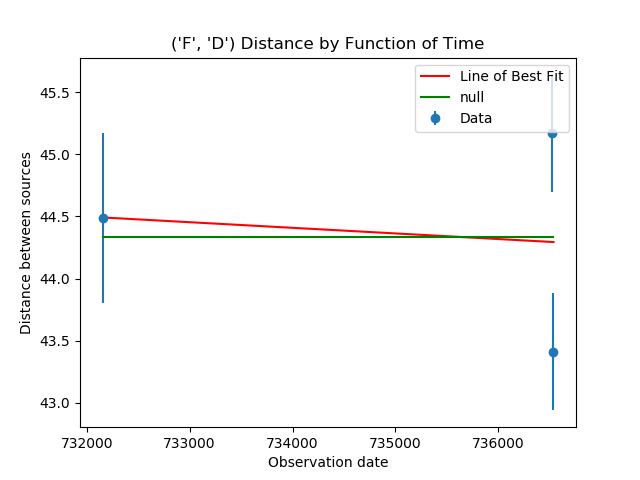 ('F', 'D') Distance by Function of Time
Line of Best Fit
null
Data
Distance between sources
45.5
45.0
44.5
44.0
43.5
43.0
732000 733000 734000 735000 736000
Observation date